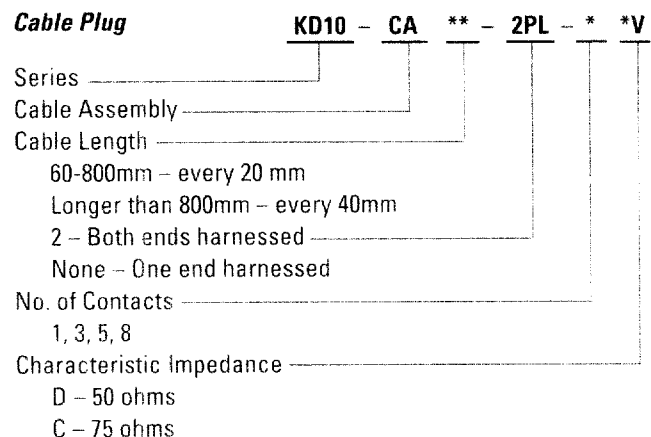 Cable Plug KD10 – CA ** – 2PL – * *V
Series
Cable Assembly
Cable Length
60-800mm – every 20 mm
Longer than 800mm – every 40mm
2 – Both ends harnessed
None – One end harnessed
No. of Contacts
1, 3, 5, 8
Characteristic Impedance
D – 50 ohms
C – 75 ohms